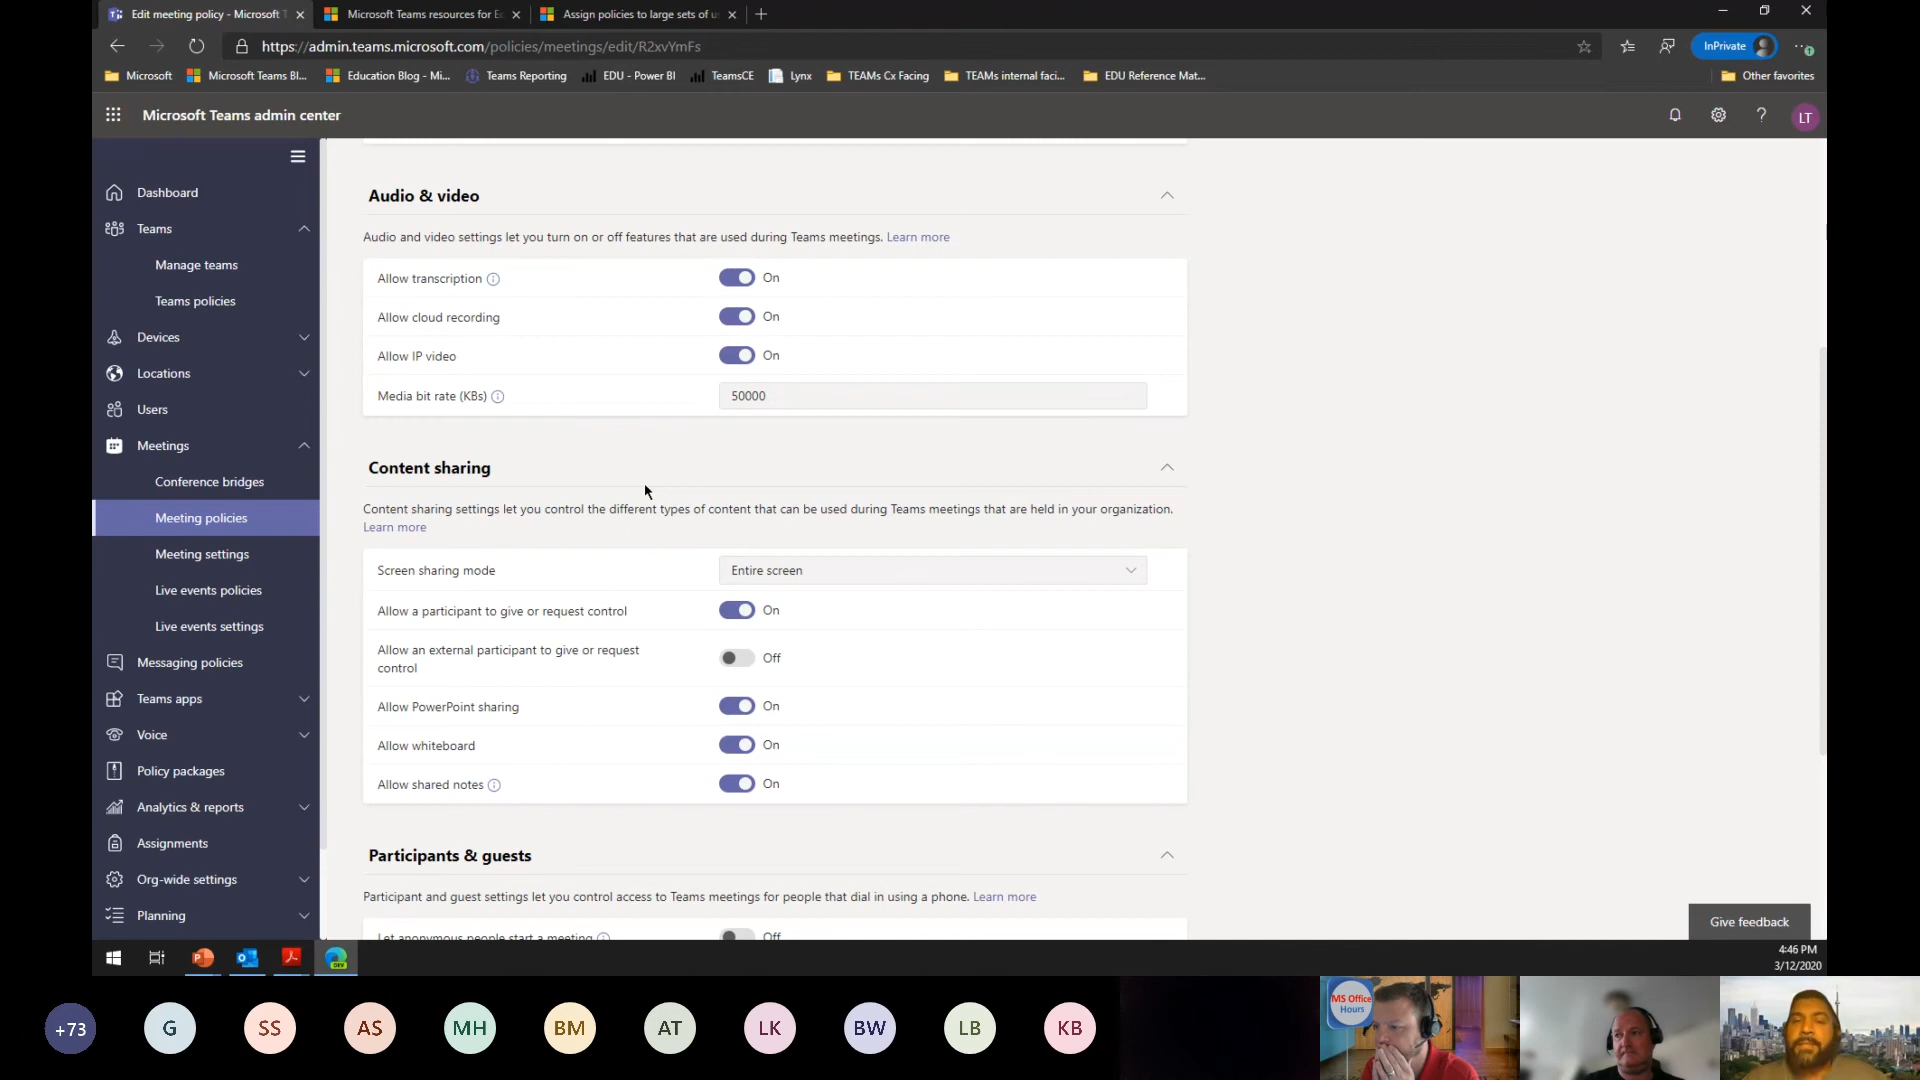 Edit meeting policy - Microsoft T
Microsoft Teams resources for E
Assign policies to large sets of u
https://admin.teams.microsoft.com/policies/meetings/edit/R2xvYmFs
InPrivate
Microsoft
Microsoft Teams Bl...
Education Blog - Mi...
Teams Reporting
EDU - Power BI
TeamsCE
Lynx
TEAMs Cx Facing
TEAMs internal faci...
EDU Reference Mat...
Other favorites
Microsoft Teams admin center
LT
Dashboard
Teams
Manage teams
Teams policies
Devices
Locations
Users
Meetings
Conference bridges
Meeting policies
Meeting settings
Live events policies
Live events settings
Messaging policies
Teams apps
Voice
Policy packages
Analytics & reports
Assignments
Org-wide settings
Planning
Audio & video
Audio and video settings let you turn on or off features that are used during Teams meetings. Learn more
Allow transcription On
Allow cloud recording On
Allow IP video On
Media bit rate (KBs) 50000
Content sharing
Content sharing settings let you control the different types of content that can be used during Teams meetings that are held in your organization.
Learn more
Screen sharing mode Entire screen
Allow a participant to give or request control On
Allow an external participant to give or request
control Off
Allow PowerPoint sharing On
Allow whiteboard On
Allow shared notes On
Participants & guests
Participant and guest settings let you control access to Teams meetings for people that dial in using a phone. Learn more
Let anonymous people start a meeting Off
Give feedback
DEV
4:46 PM
3/12/2020
+73
G
SS
AS
MH
BM
AT
LK
BW
LB
KB
MS Office
Hours